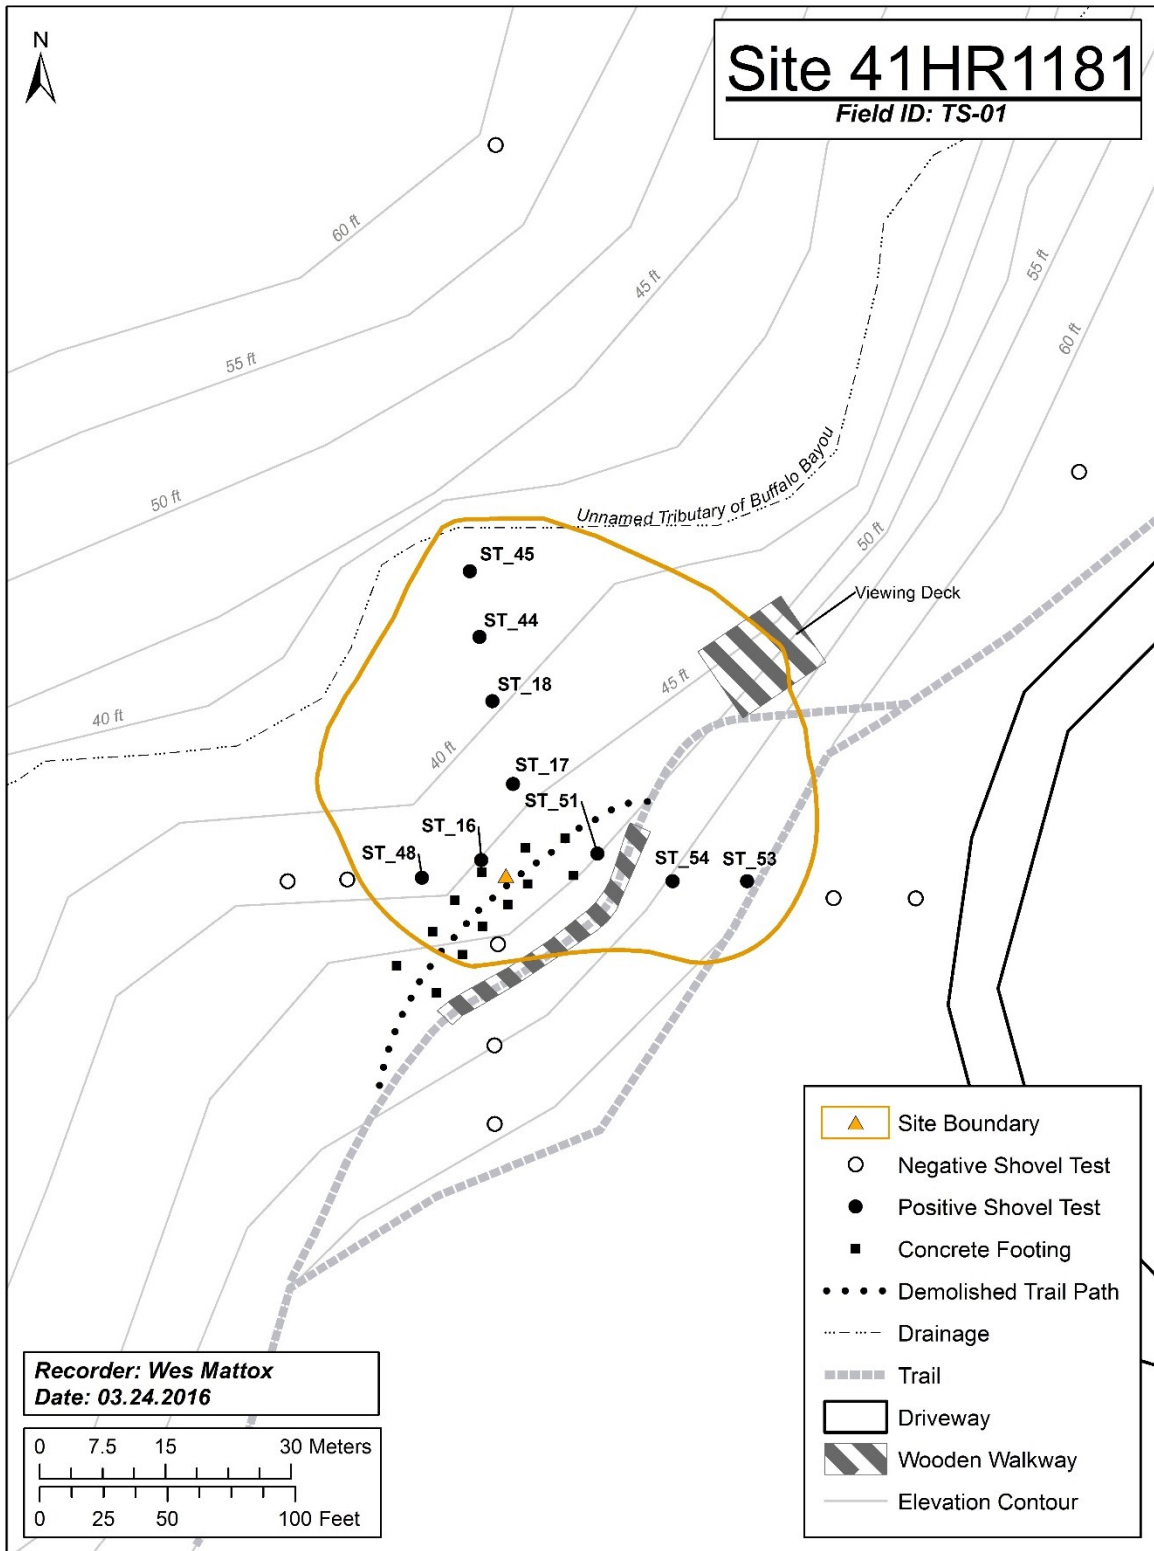 N
Site 41HR1181
Field ID: TS-01
60 ft
45 ft
55 ft
60 ft
55 ft
50 ft
Unnamed Tributary of Buffalo Bayou
50 ft
ST_45
Viewing Deck
ST_44
45 ft
ST_18
40 ft
40 ft
ST_17
ST_51
ST_16
ST_48
ST_54
ST_53
Site Boundary
Negative Shovel Test
Positive Shovel Test
Concrete Footing
Demolished Trail Path
Drainage
Trail
Driveway
Wooden Walkway
Elevation Contour
Recorder: Wes Mattox
Date: 03.24.2016
0 7.5 15 30 Meters
0 25 50 100 Feet